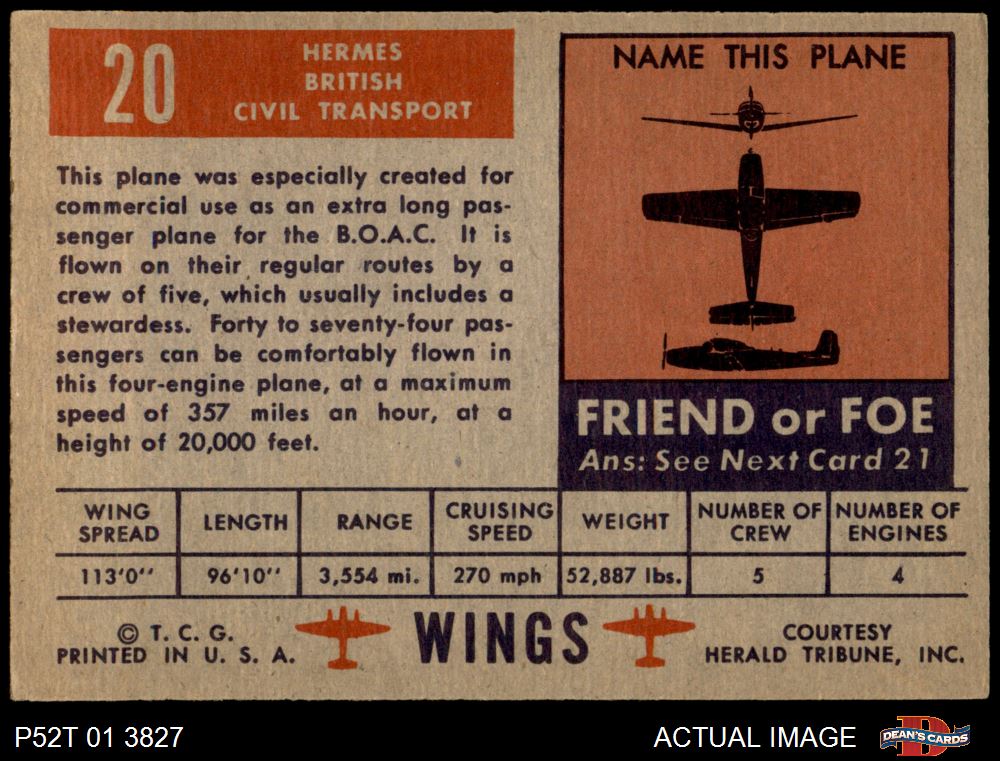 20
HERMES
BRITISH
CIVIL TRANSPORT
This plane was especially created for
commercial use as an extra long pas-
senger plane for the B.O.A.C. It is
flown on their regular routes by a
crew of five, which usually includes a
stewardess. Forty to seventy-four pas-
sengers can be comfortably flown in
this four-engine plane, at a maximum
speed of 357 miles an hour, at a
height of 20,000 feet.
NAME THIS PLANE
FRIEND or FOE
Ans: See Next Card 21
WING SPREAD
LENGTH
RANGE
CRUISING SPEED
WEIGHT
NUMBER OF CREW
NUMBER OF ENGINES
113'0''
96'10''
3,554 mi.
270 mph
52,887 lbs.
5
4
© T. C. G.
PRINTED IN U. S. A.
WINGS
COURTESY
HERALD TRIBUNE, INC.
P52T 01 3827
ACTUAL IMAGE
D
DEAN'S CARDS